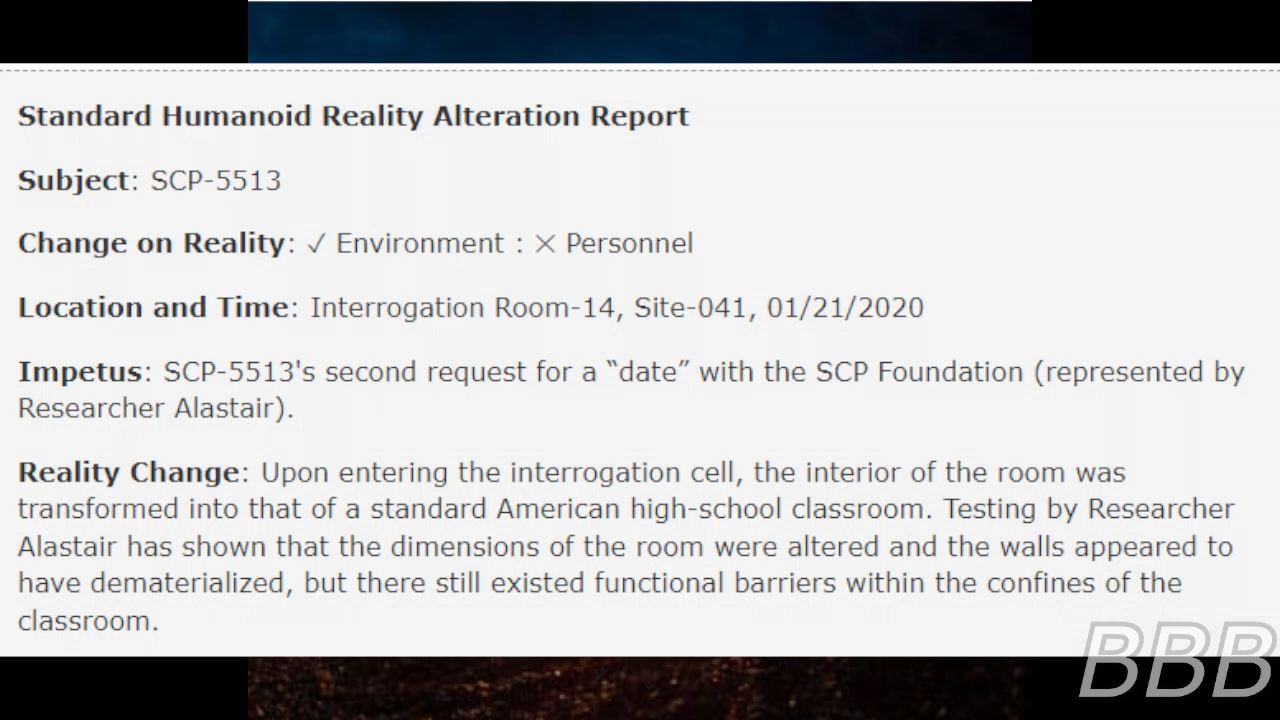 Standard Humanoid Reality Alteration Report
Subject: SCP-5513
Change on Reality: ✓ Environment : ✕ Personnel
Location and Time: Interrogation Room-14, Site-041, 01/21/2020
Impetus: SCP-5513's second request for a “date” with the SCP Foundation (represented by
Researcher Alastair).
Reality Change: Upon entering the interrogation cell, the interior of the room was
transformed into that of a standard American high-school classroom. Testing by Researcher
Alastair has shown that the dimensions of the room were altered and the walls appeared to
have dematerialized, but there still existed functional barriers within the confines of the
classroom.
BBB